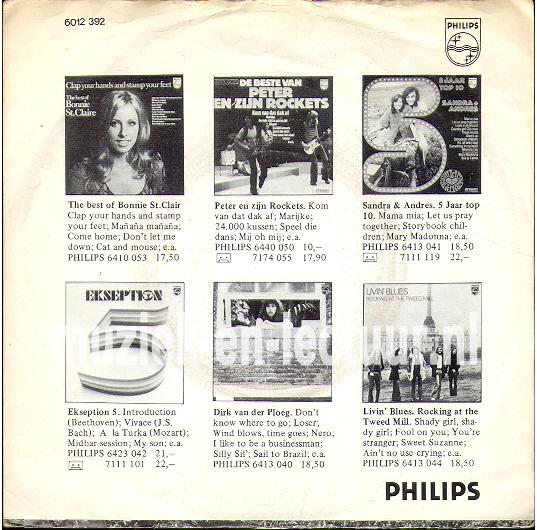 6012 392
PHILIPS
Clap your hands and stamp your feet
The best of
Bonnie
St.Claire
DE BESTE VAN
PETER
EN ZIJN ROCKETS
Kom van dat dak af
5 JAAR
TOP 10
SANDRA &
ANDRES
The best of Bonnie St.Clair
Clap your hands and stamp
your feet; Mañana mañana;
Come home; Don't let me
down; Cat and mouse; e.a.
PHILIPS 6410 053 17,50
Peter en zijn Rockets. Kom
van dat dak af; Marijke;
24.000 kussen; Speel die
dans; Mij oh mij; e.a.
PHILIPS 6440 050 10,—
7174 055 17,90
Sandra & Andres. 5 Jaar top
10. Mama mia; Let us pray
together; Storybook chil-
dren; Mary Madonna; e.a.
PHILIPS 6413 041 18,50
7111 119 22,—
EKSEPTION
5
LIVIN' BLUES
ROCKING AT THE TWEED MILL
muziek-en-lectuur.nl
Ekseption 5. Introduction
(Beethoven); Vivace (J.S.
Bach); A la Turka (Mozart);
Midbar session; My son; e.a.
PHILIPS 6423 042 21,—
7111 101 22,—
Dirk van der Ploeg. Don't
know where to go; Loser;
Wind blows, time goes; Nero;
I like to be a businessman;
Silly Sil'; Sail to Brazil; e.a.
PHILIPS 6413 040 18,50
Livin' Blues. Rocking at the
Tweed Mill. Shady girl, sha-
dy girl; Fool on you; You're
stranger; Sweet Suzanne;
Ain't no use crying; e.a.
PHILIPS 6413 044 18,50
PHILIPS